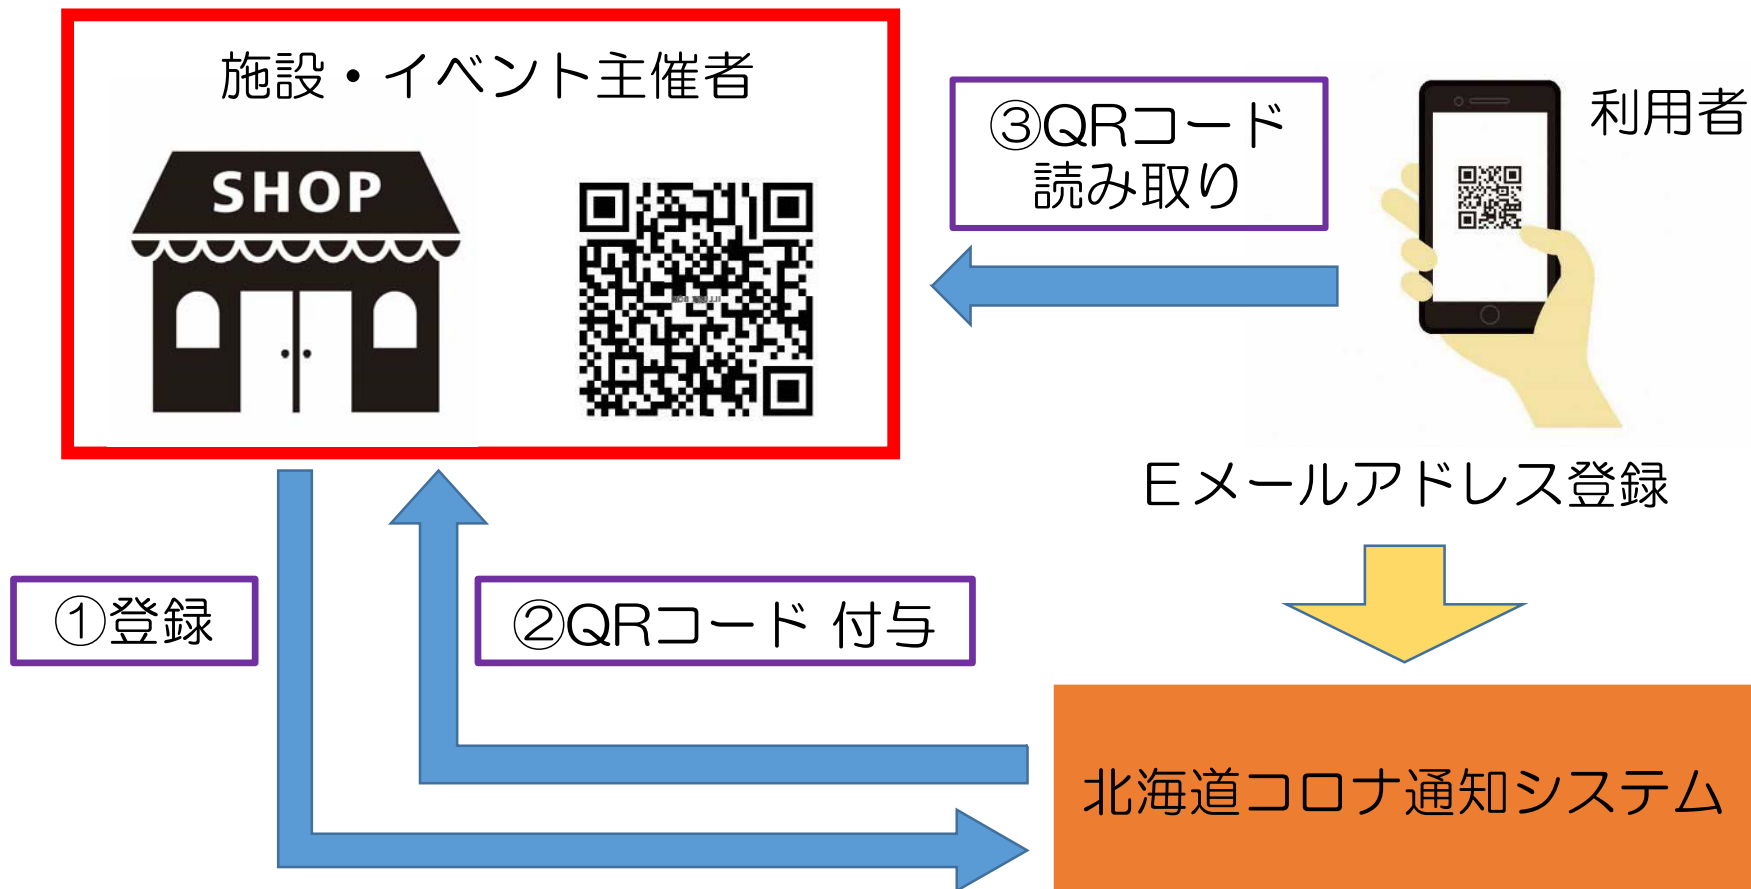 施設・イベント主催者
SHOP
③QRコード
読み取り
利用者
Eメールアドレス登録
①登録
②QRコード 付与
北海道コロナ通知システム